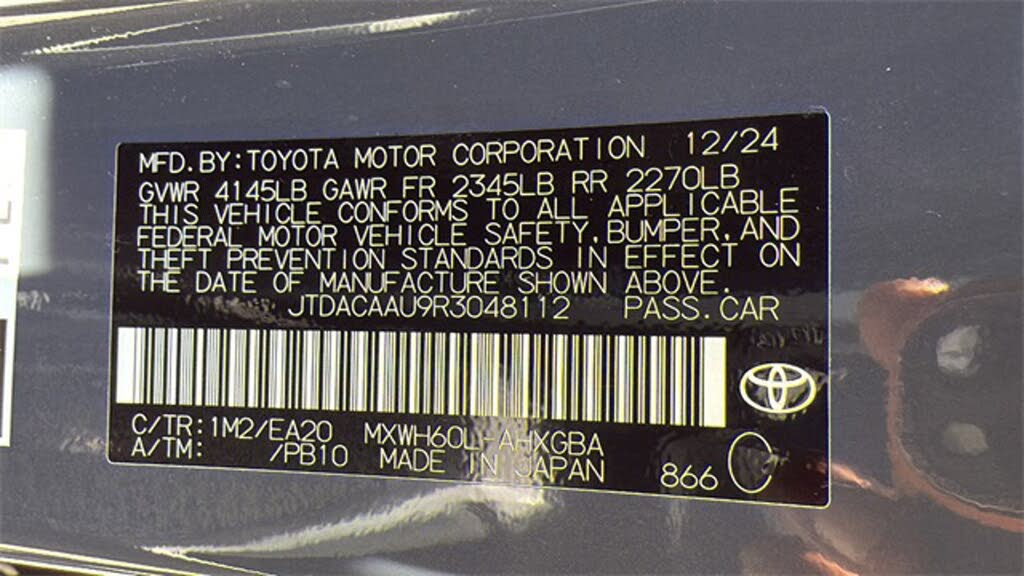 MFD.BY:TOYOTA MOTOR CORPORATION 12/24
GVWR 4145LB GAWR FR 2345LB RR 2270LB
THIS VEHICLE CONFORMS TO ALL APPLICABLE
FEDERAL MOTOR VEHICLE SAFETY,BUMPER,AND
THEFT PREVENTION STANDARDS IN EFFECT ON
THE DATE OF MANUFACTURE SHOWN ABOVE.
JTDACAAU9R3048112 PASS.CAR
C/TR:1M2/EA20 MXWH60L-AHXGBA
A/TM: /PB10 MADE IN JAPAN 866